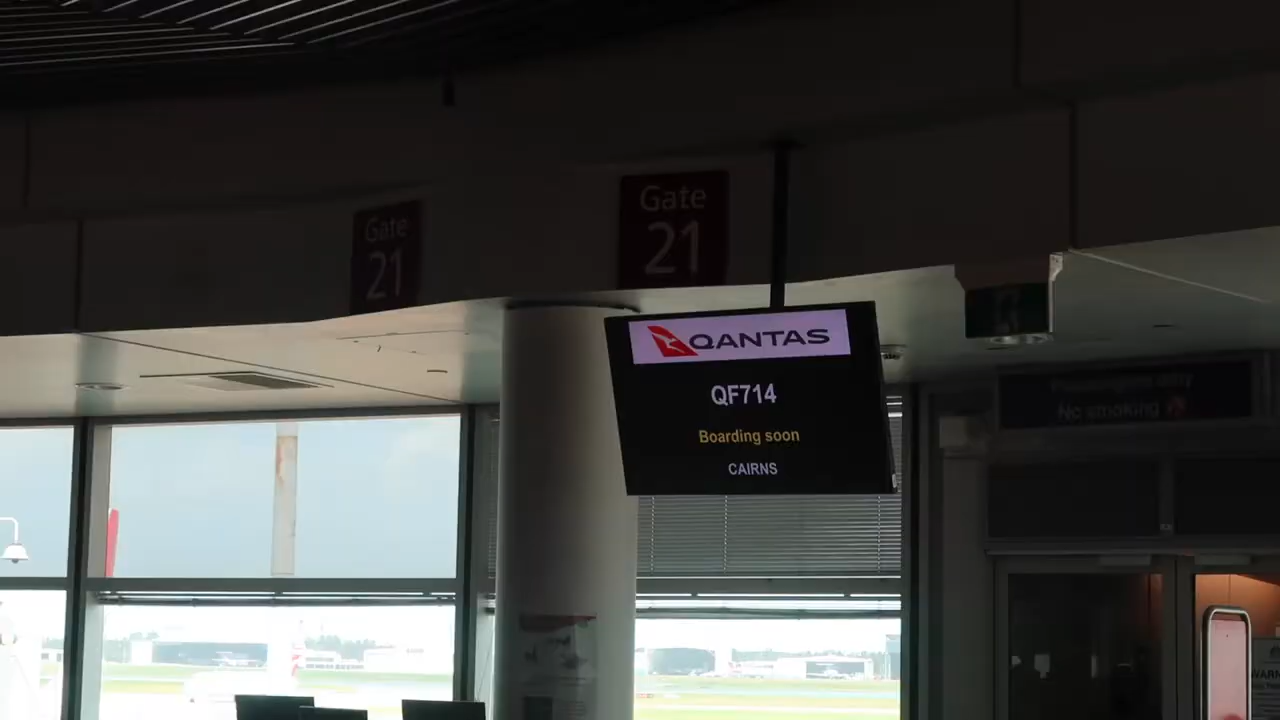 Gate
21
Gate
21
QANTAS
QF714
Boarding soon
CAIRNS
No smoking